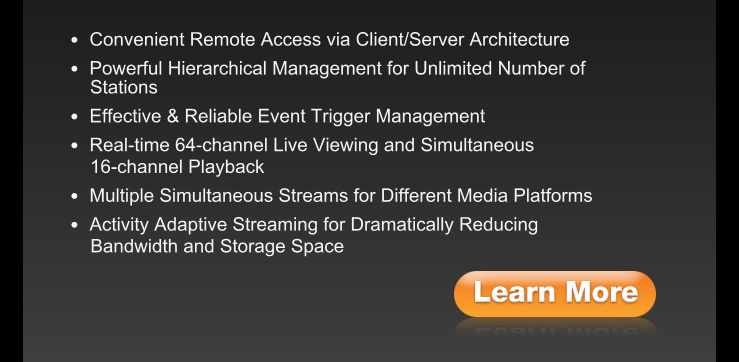 • Convenient Remote Access via Client/Server Architecture
• Powerful Hierarchical Management for Unlimited Number of
Stations
• Effective & Reliable Event Trigger Management
• Real-time 64-channel Live Viewing and Simultaneous
16-channel Playback
• Multiple Simultaneous Streams for Different Media Platforms
• Activity Adaptive Streaming for Dramatically Reducing
Bandwidth and Storage Space
Learn More